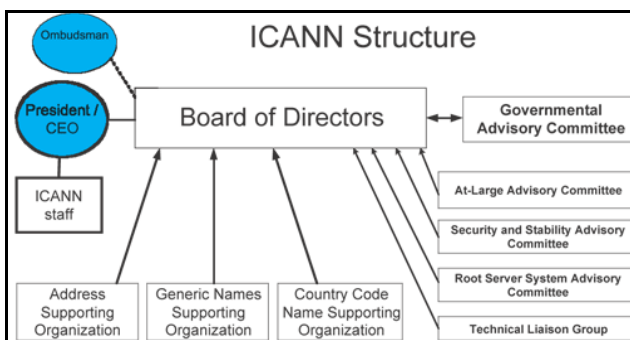 Ombudsman
ICANN Structure
President /
CEO
Board of Directors
Governmental
Advisory Committee
ICANN
staff
At-Large Advisory Committee
Security and Stability Advisory
Committee
Root Server System Advisory
Committee
Technical Liaison Group
Address
Supporting
Organization
Generic Names
Supporting
Organization
Country Code
Name Supporting
Organization